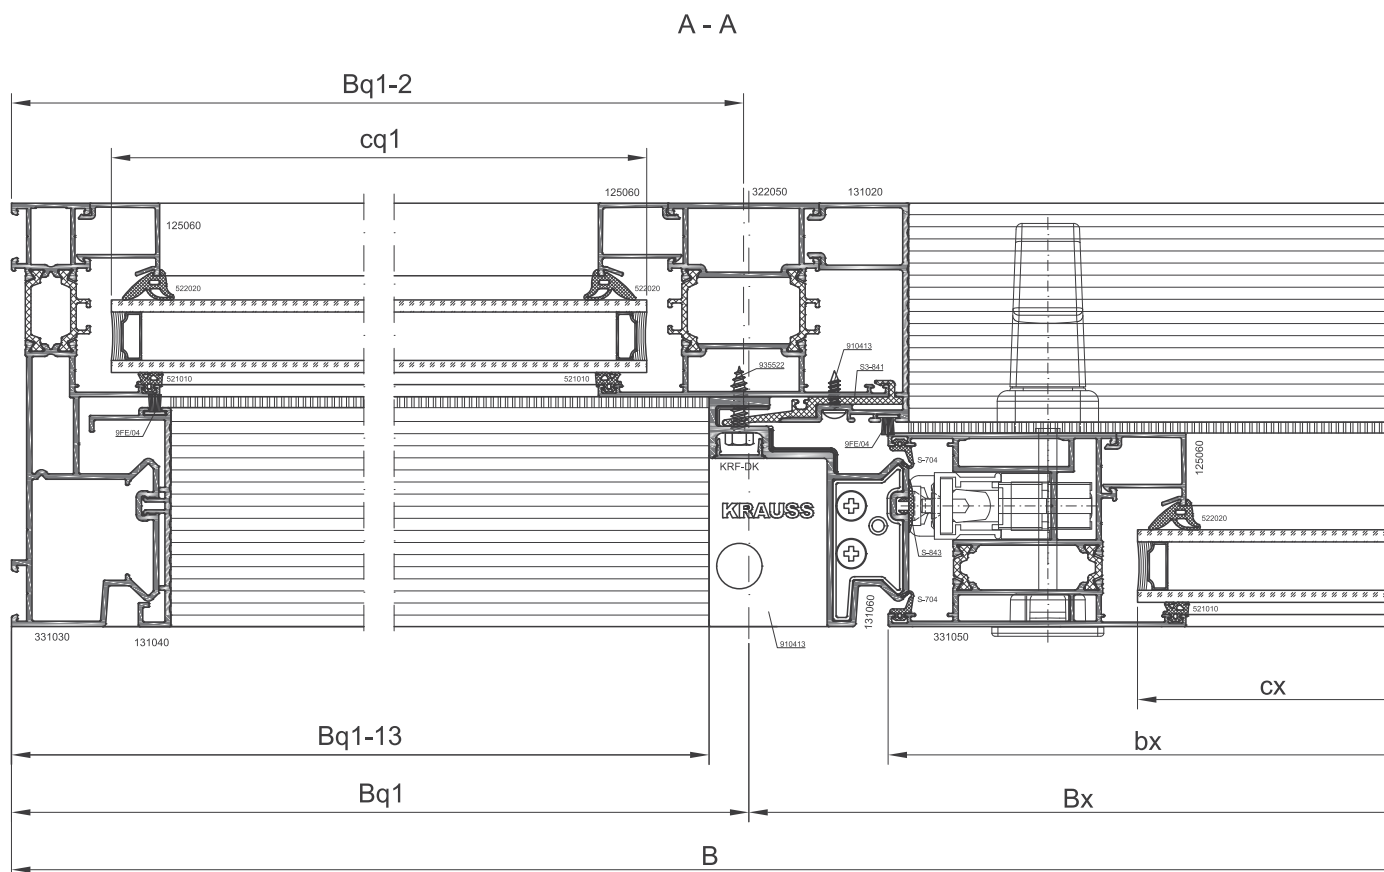 A - A
Bq1-2
cq1
125060
322050
131020
125060
522020
522020
910413
935522
S3-841
521010
521010
9FE/04
9FE/04
S-704
125060
KRF-DK
KRAUSS
522020
S-843
S-704
521010
131060
331030
131040
331050
910413
cx
Bq1-13
bx
Bq1
Bx
B